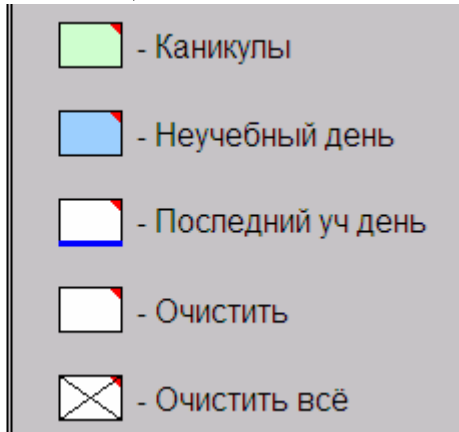 - Каникулы
- Неучебный день
- Последний уч день
- Очистить
- Очистить всё